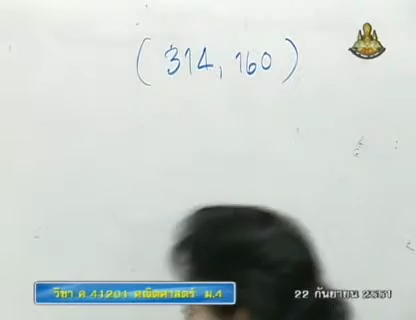 (314, 160)
วิชา ค 41201 คณิตศาสตร์ ม.4
22 กันยายน 2551